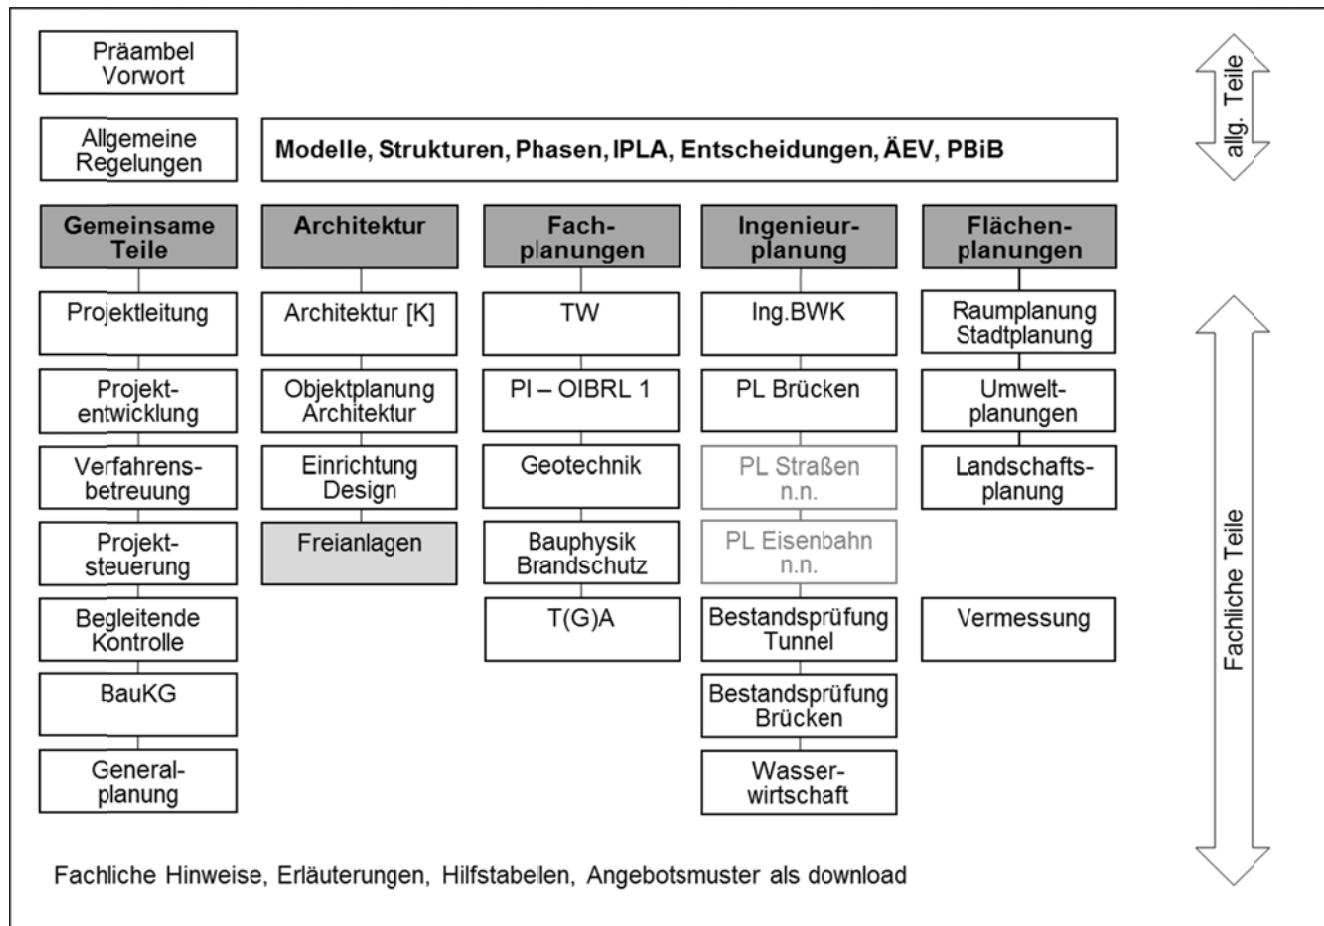 Präambel
Vorwort
allg. Teile
Allgemeine
Regelungen
Modelle, Strukturen, Phasen, IPLA, Entscheidungen, ÄEV, PBiB
Gemeinsame
Teile
Projektleitung
Projekt-
entwicklung
Verfahrens-
betreuung
Projekt-
steuerung
Begleitende
Kontrolle
BauKG
General-
planung
Architektur
Architektur [K]
Objektplanung
Architektur
Einrichtung
Design
Freianlagen
Fach-
planungen
TW
PI – OIBRL 1
Geotechnik
Bauphysik
Brandschutz
T(G)A
Ingenieur-
planung
Ing.BWK
PL Brücken
PL Straßen
n.n.
PL Eisenbahn
n.n.
Bestandsprüfung
Tunnel
Bestandsprüfung
Brücken
Wasser-
wirtschaft
Flächen-
planungen
Raumplanung
Stadtplanung
Umwelt-
planungen
Landschafts-
planung
Vermessung
Fachliche Teile
Fachliche Hinweise, Erläuterungen, Hilfstabelen, Angebotsmuster als download